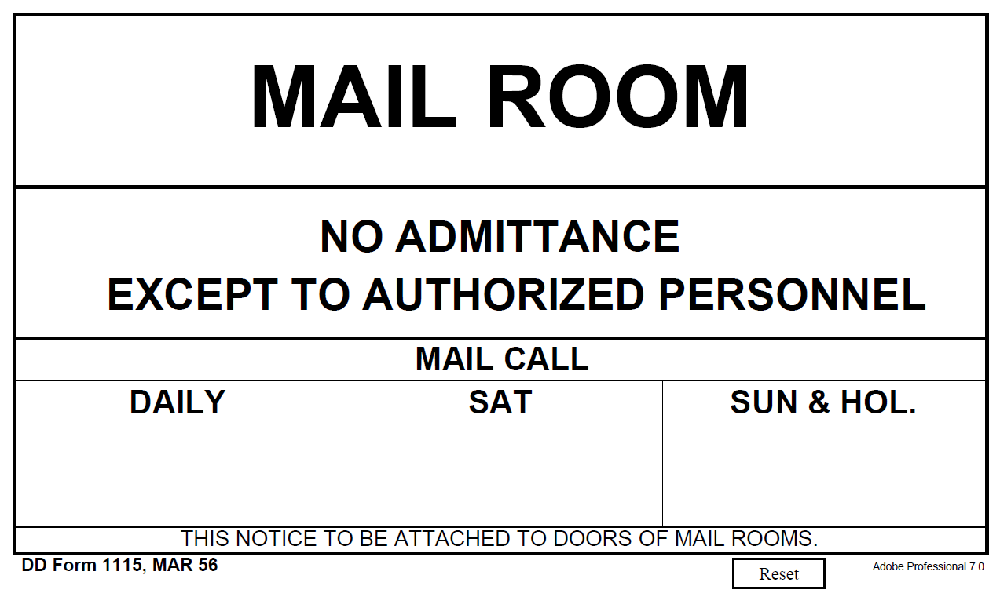 MAIL ROOM
NO ADMITTANCE
EXCEPT TO AUTHORIZED PERSONNEL
MAIL CALL
DAILY SAT SUN & HOL.
THIS NOTICE TO BE ATTACHED TO DOORS OF MAIL ROOMS.
DD Form 1115, MAR 56 Reset Adobe Professional 7.0